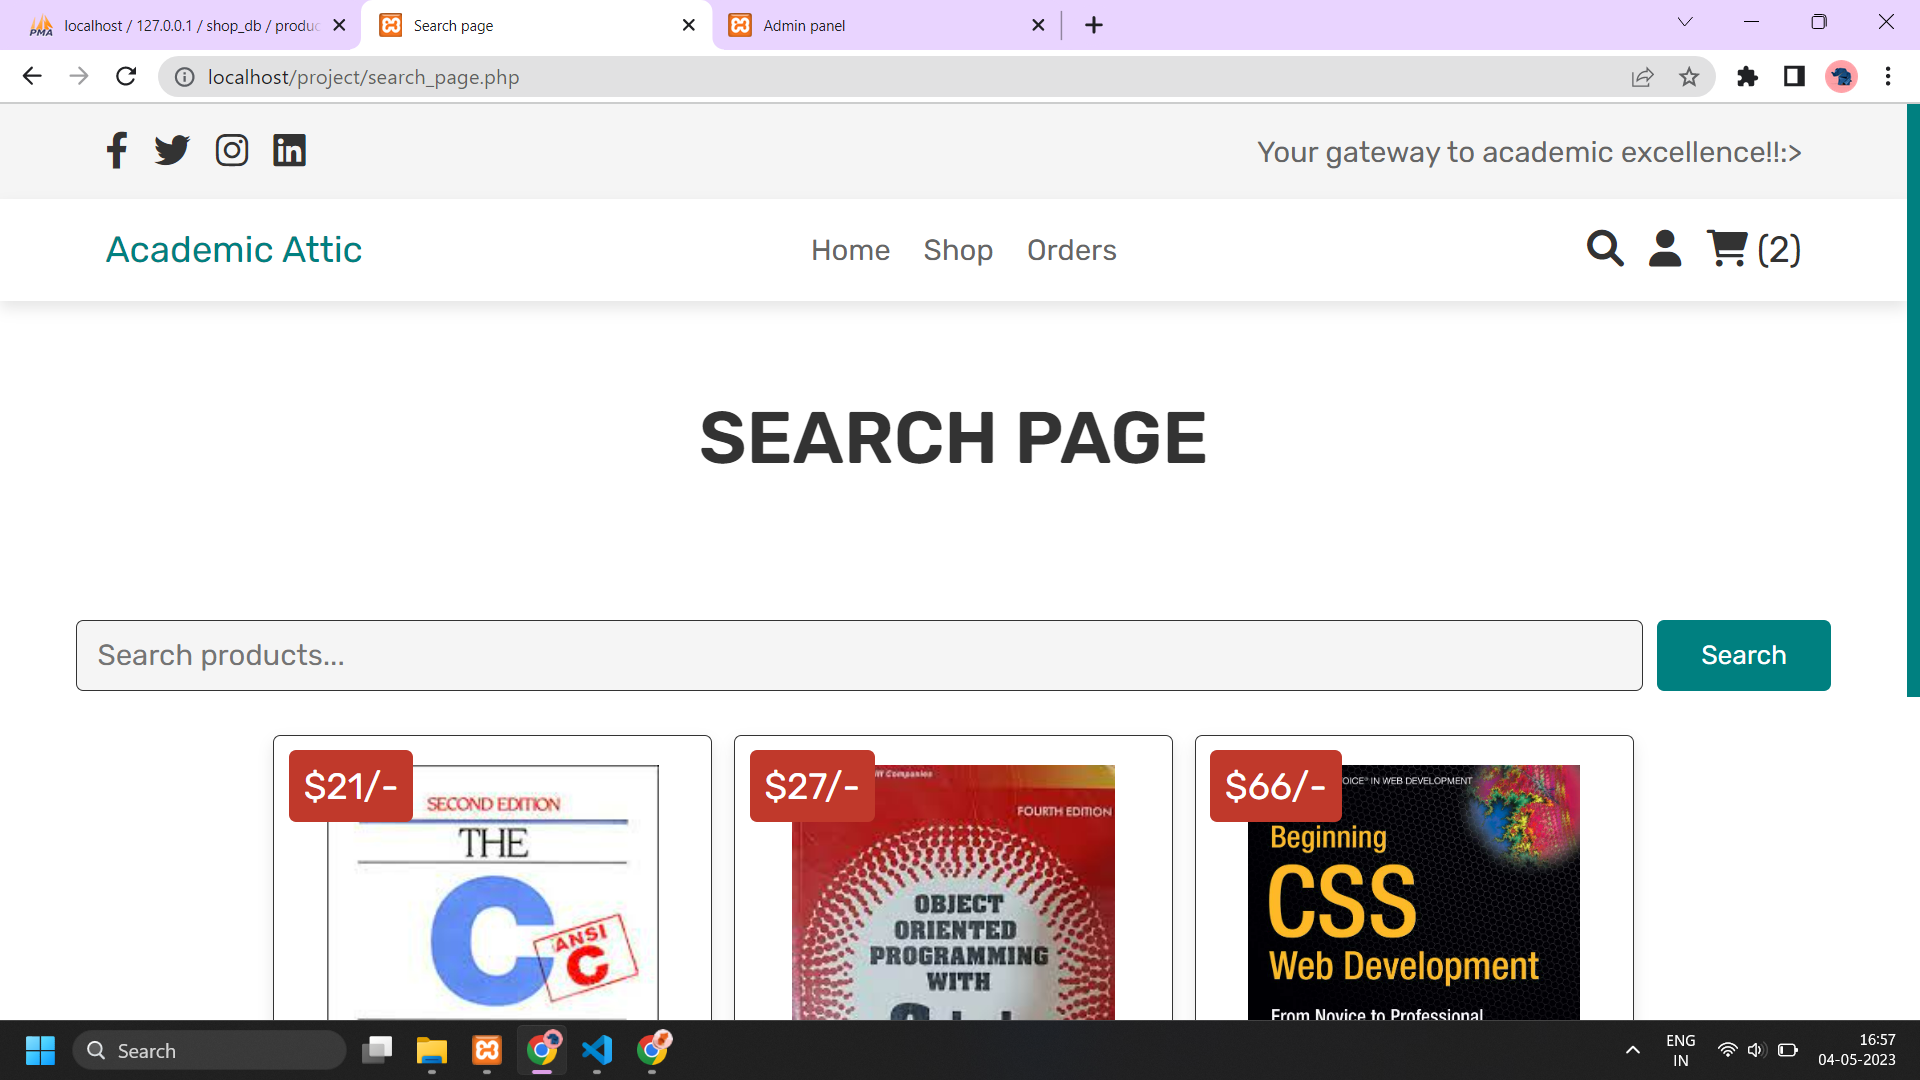 localhost / 127.0.0.1 / shop_db / produc
Search page
Admin panel
localhost/project/search_page.php
Your gateway to academic excellence!!:>
Academic Attic
Home
Shop
Orders
(2)
SEARCH PAGE
Search products...
Search
$21/-
SECOND EDITION
THE
C
ANSI
C
$27/-
Companies
FOURTH EDITION
OBJECT
ORIENTED
PROGRAMMING
WITH
$66/-
OICE® IN WEB DEVELOPMENT
Beginning
CSS
Web Development
From Novice to Professional
Search
ENG
IN
16:57
04-05-2023
PMA